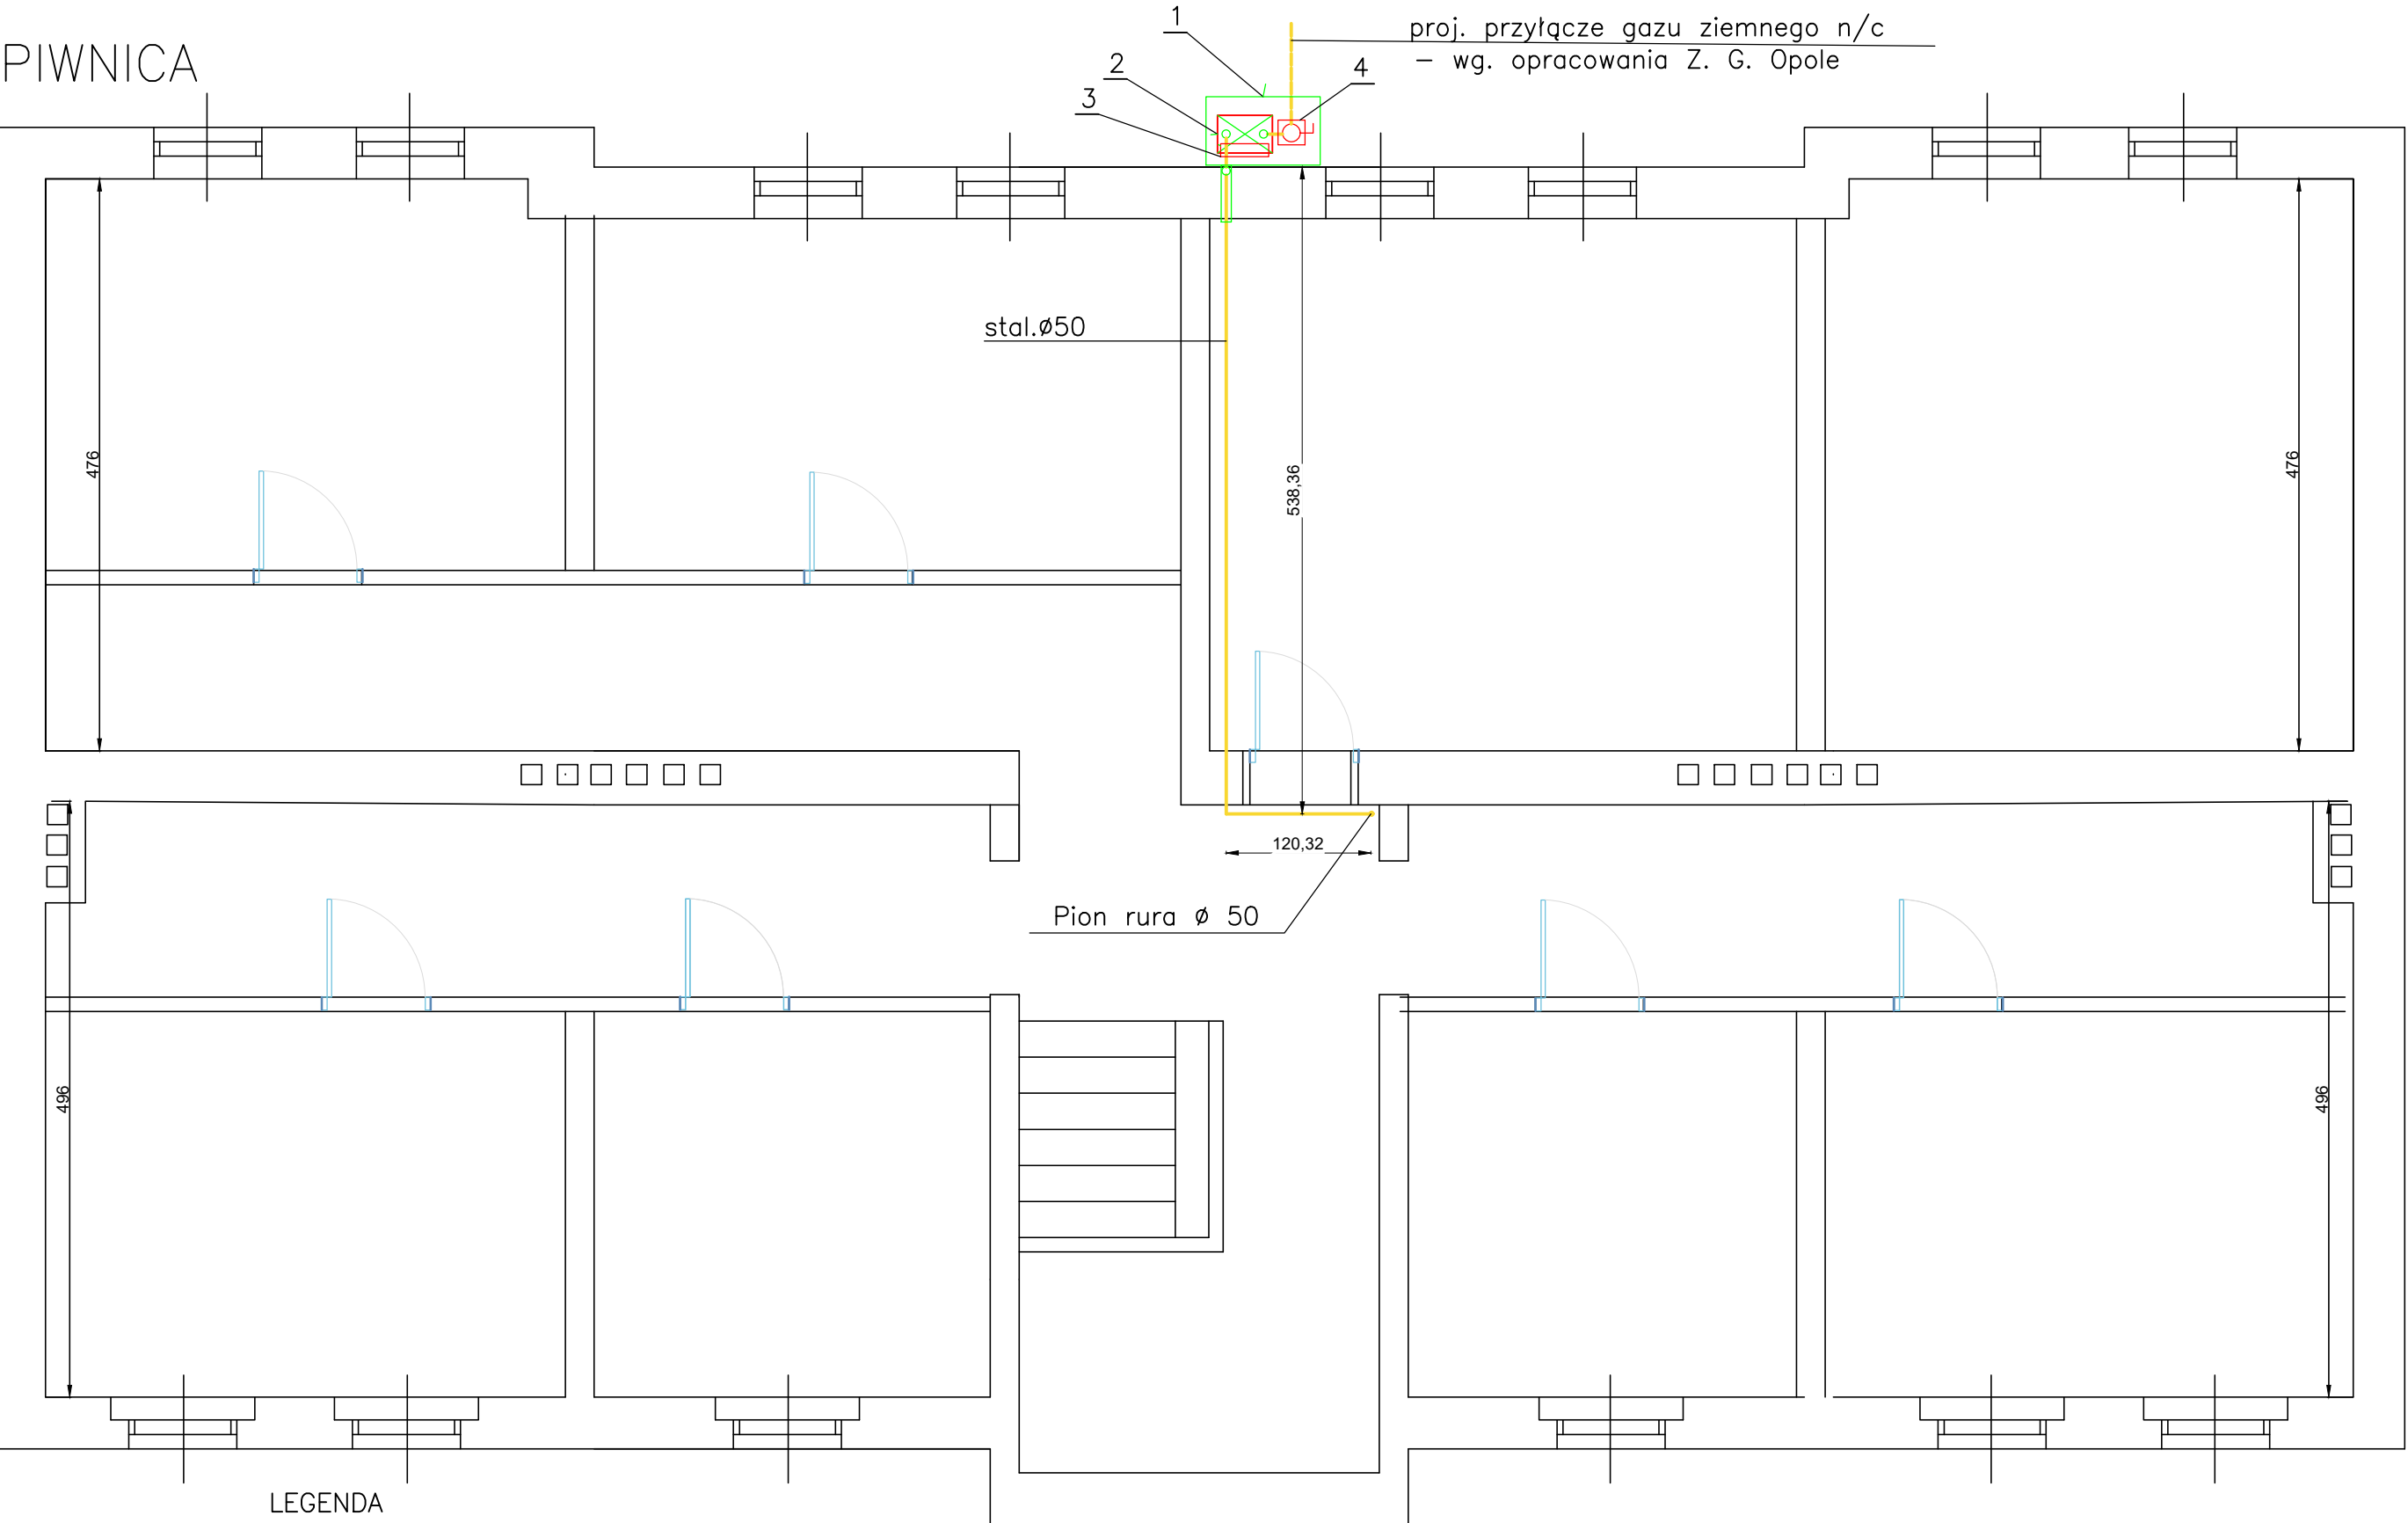 1
proj. przyłącze gazu ziemnego n/c
PIWNICA
2
4
– wg. opracowania Z. G. Opole
3
stal.Ø50
476
538,36
476
120,32
Pion rura Ø 50
496
496
LEGENDA